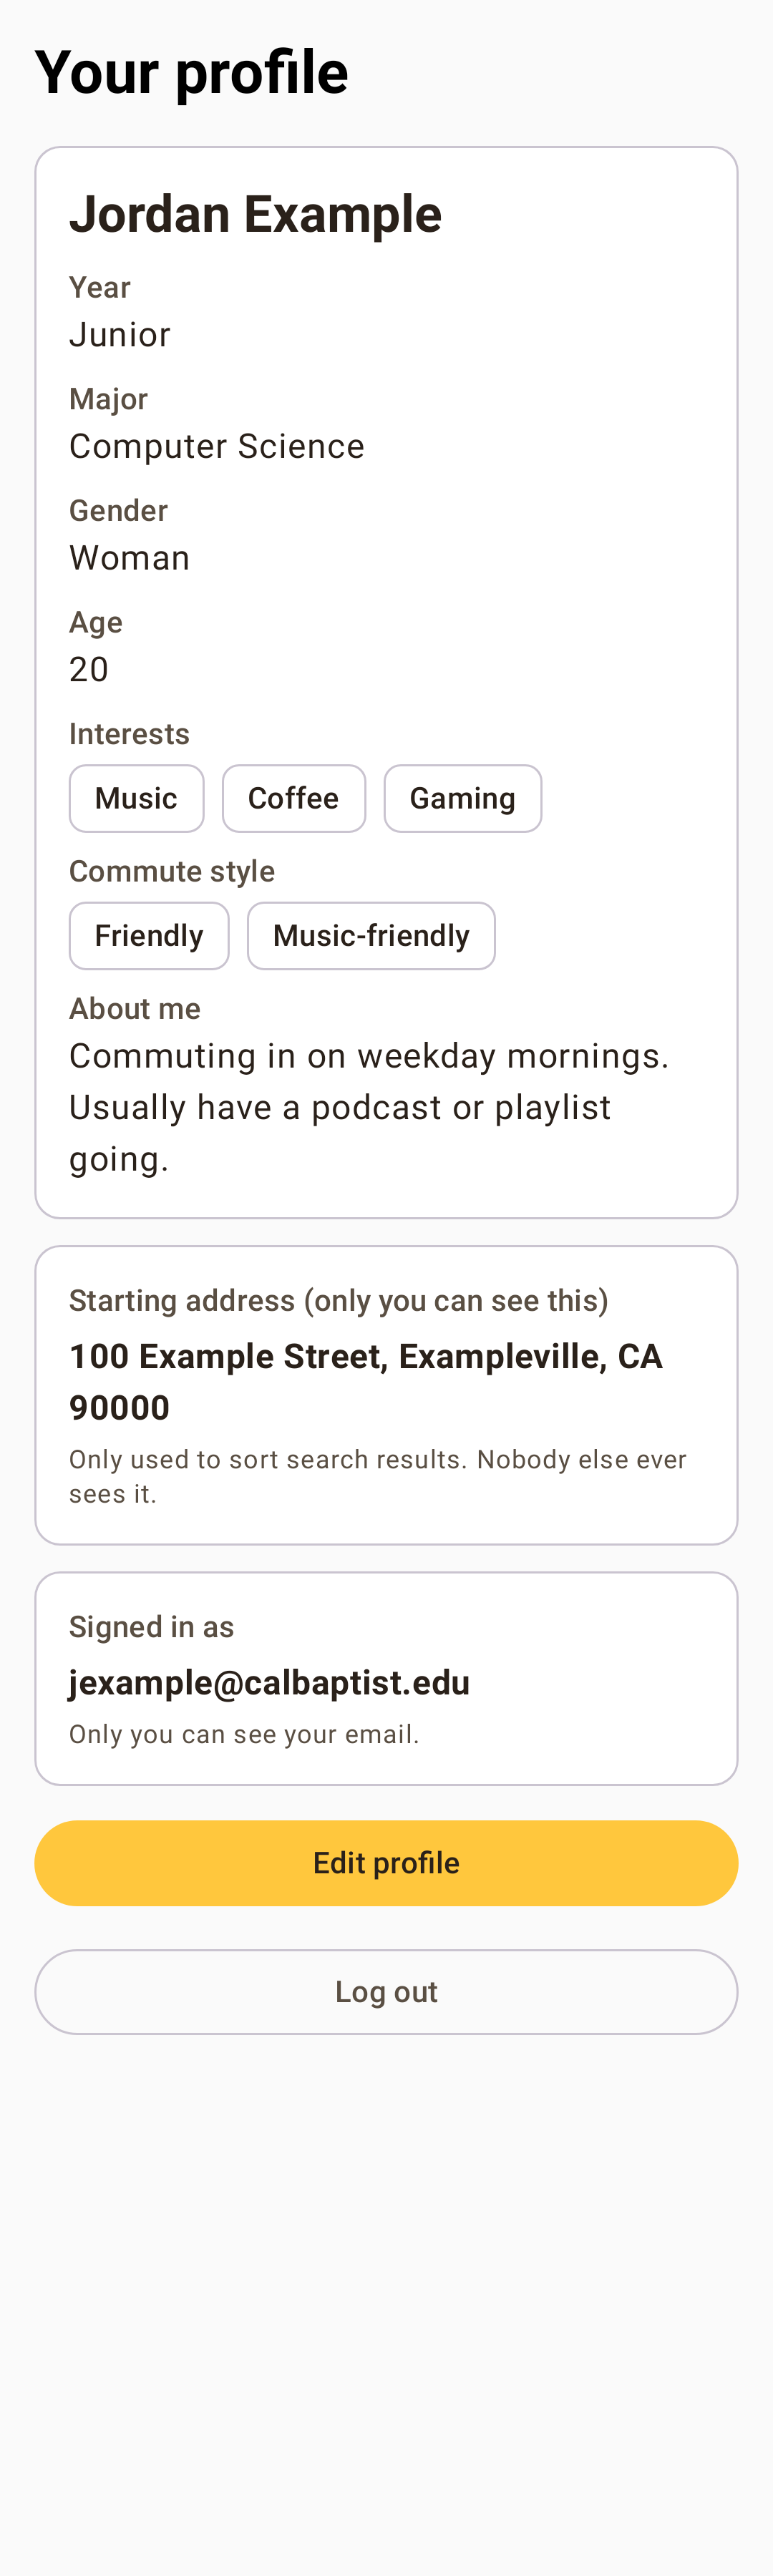 Your profile
Jordan Example
Year
Junior
Major
Computer Science
Gender
Woman
Age
20
Interests
Music Coffee Gaming
Commute style
Friendly Music-friendly
About me
Commuting in on weekday mornings.
Usually have a podcast or playlist
going.
Starting address (only you can see this)
100 Example Street, Exampleville, CA
90000
Only used to sort search results. Nobody else ever
sees it.
Signed in as
jexample@calbaptist.edu
Only you can see your email.
Edit profile
Log out